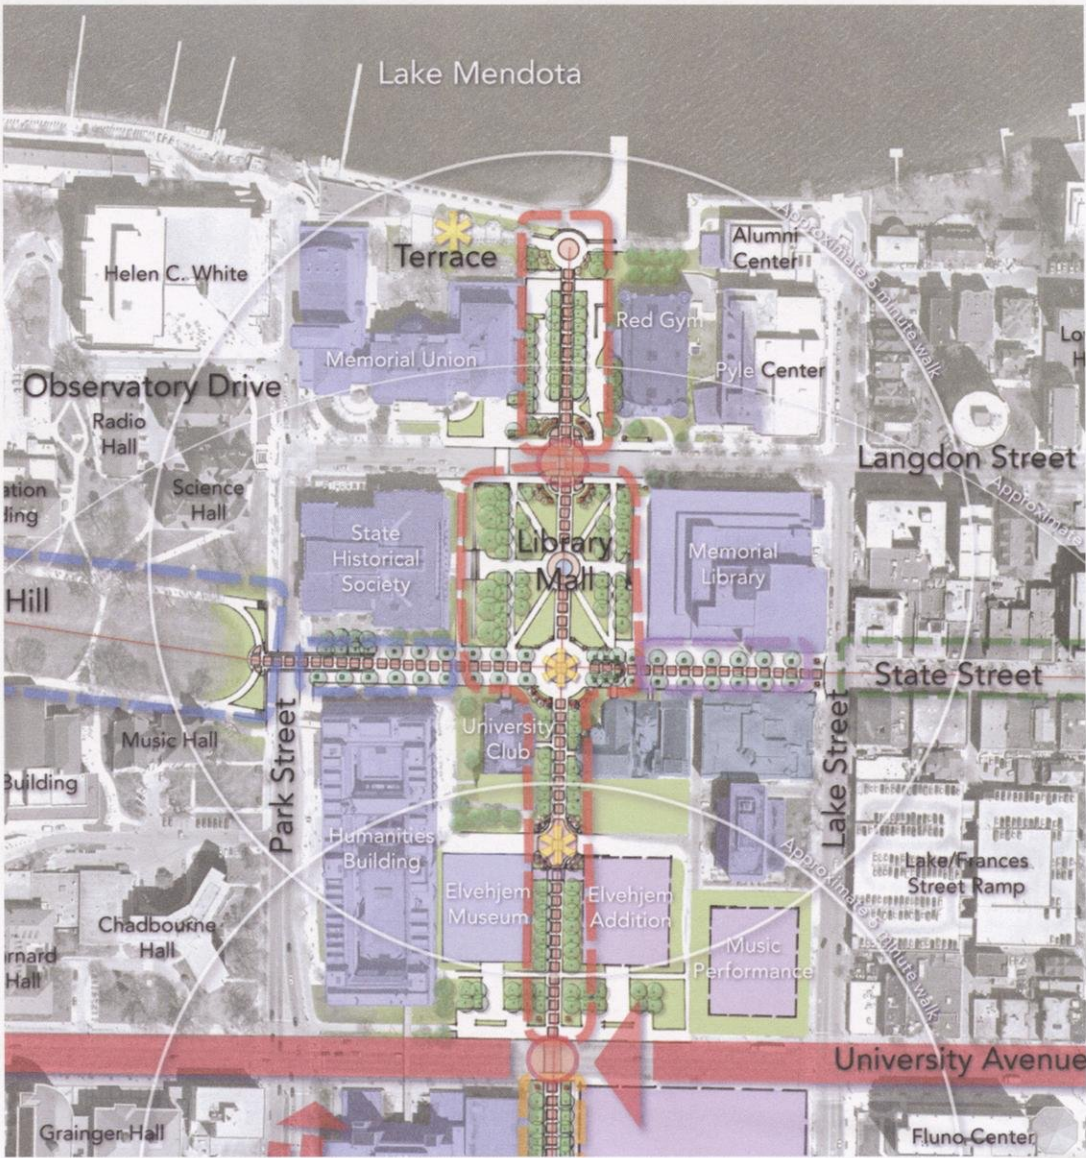 Lake Mendota
Approximate 5 minute walk
Alumni
Center
Terrace
Helen C. White
Red Gym
Memorial Union
Pyle Center
Observatory Drive
Radio
Hall
Langdon Street
Science
Hall
Approximate
State
Historical
Society
Library
Mall
Memorial
Library
Hill
State Street
Park Street
Lake Street
Music Hall
University
Club
Building
Humanities
Building
Approximate 5 minute walk
Lake/Frances
Street Ramp
Elvehjem
Museum
Elvehjem
Addition
Chadbourne
Hall
Music
Performance
Hall
University Avenue
Grainger Hall
Fluno Center